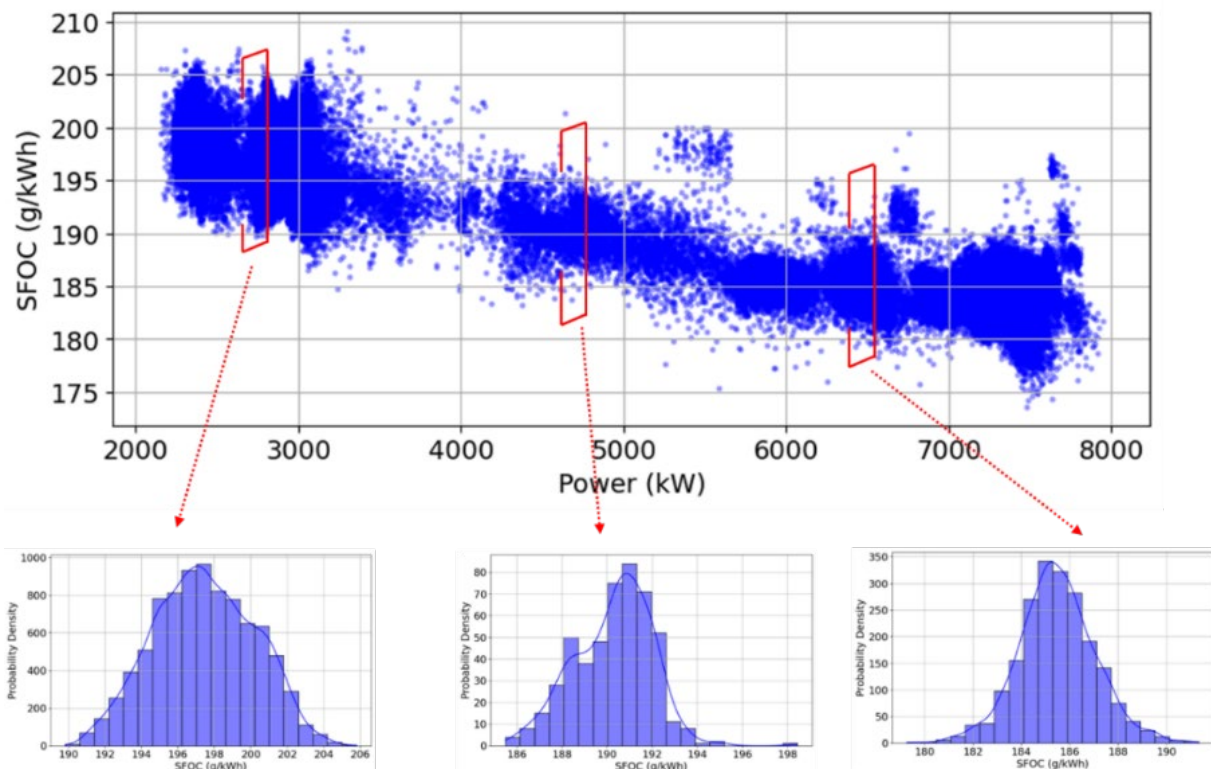 210
205
200
195
190
185
180
175
SFOC (g/kWh)
2000 3000 4000 5000 6000 7000 8000
Power (kW)
1000
800
600
400
200
0
Probability Density
190 192 194 196 198 200 202 204 206
SFOC (g/kWh)
80
70
60
50
40
30
20
10
0
Probability Density
186 188 190 192 194 196 198
SFOC (g/kWh)
350
300
250
200
150
100
50
0
Probability Density
180 182 184 186 188 190
SFOC (g/kWh)